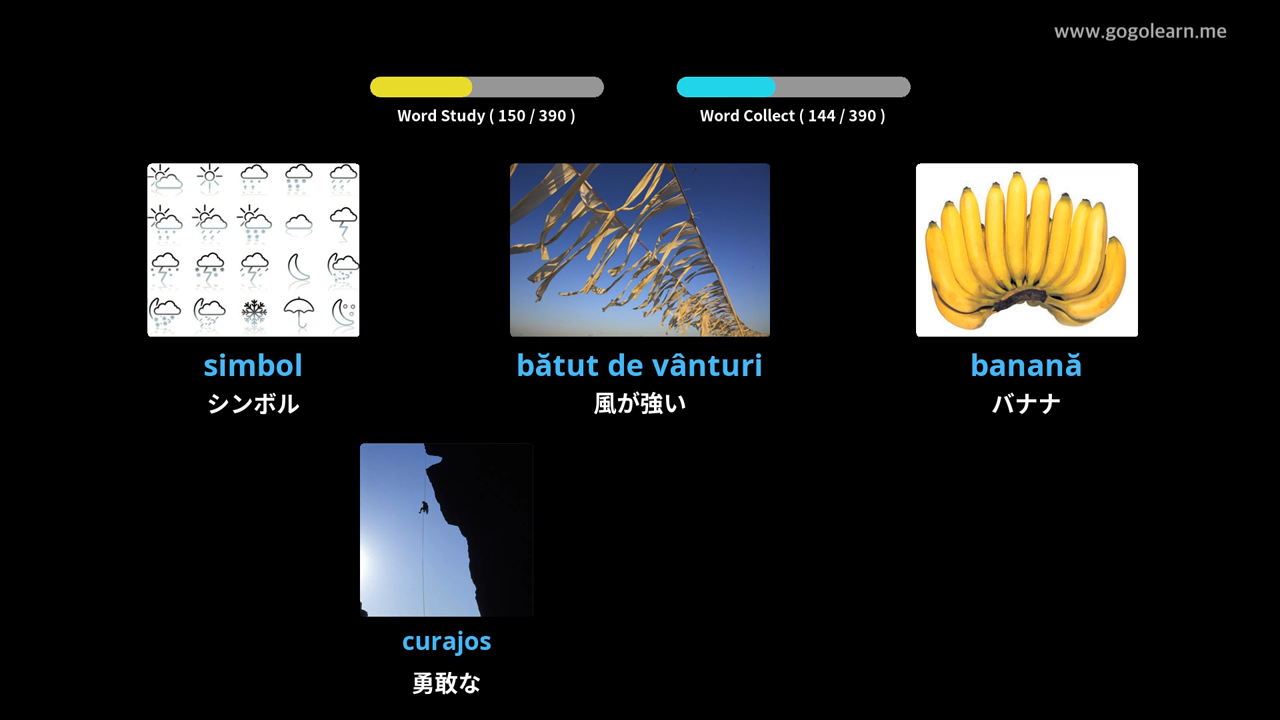 www.gogolearn.me
Word Study ( 150 / 390 )
Word Collect ( 144 / 390 )
simbol
シンボル
bătut de vânturi
風が強い
banană
バナナ
curajos
勇敢な